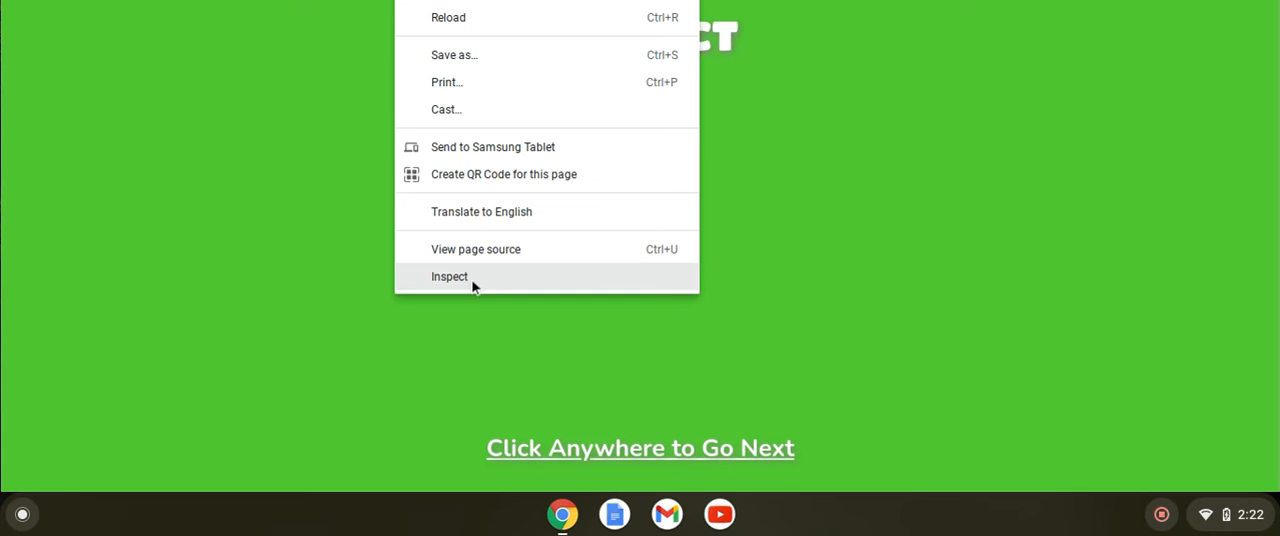 Reload Ctrl+R
CT
Save as... Ctrl+S
Print... Ctrl+P
Cast...
Send to Samsung Tablet
Create QR Code for this page
Translate to English
View page source Ctrl+U
Inspect
Click Anywhere to Go Next
2:22